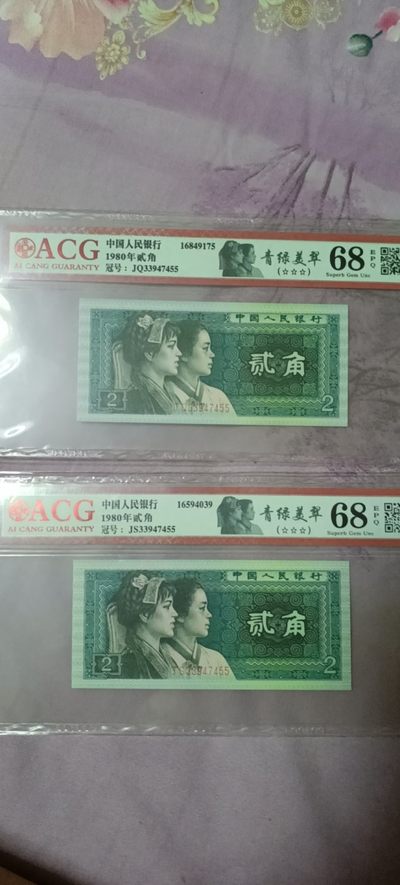 ACG
AI CANG GUARANTY
中国人民银行
1980年贰角
冠号：JQ33947455
16849175
青绿美翠
(☆☆☆)
68 EPQ
Superb Gem Unc
中国人民银行
贰角
2
2
JQ33947455
ACG
AI CANG GUARANTY
中国人民银行
1980年贰角
冠号：JS33947455
16594039
青绿美翠
(☆☆☆)
68 EPQ
Superb Gem Unc
中国人民银行
贰角
2
2
JS33947455